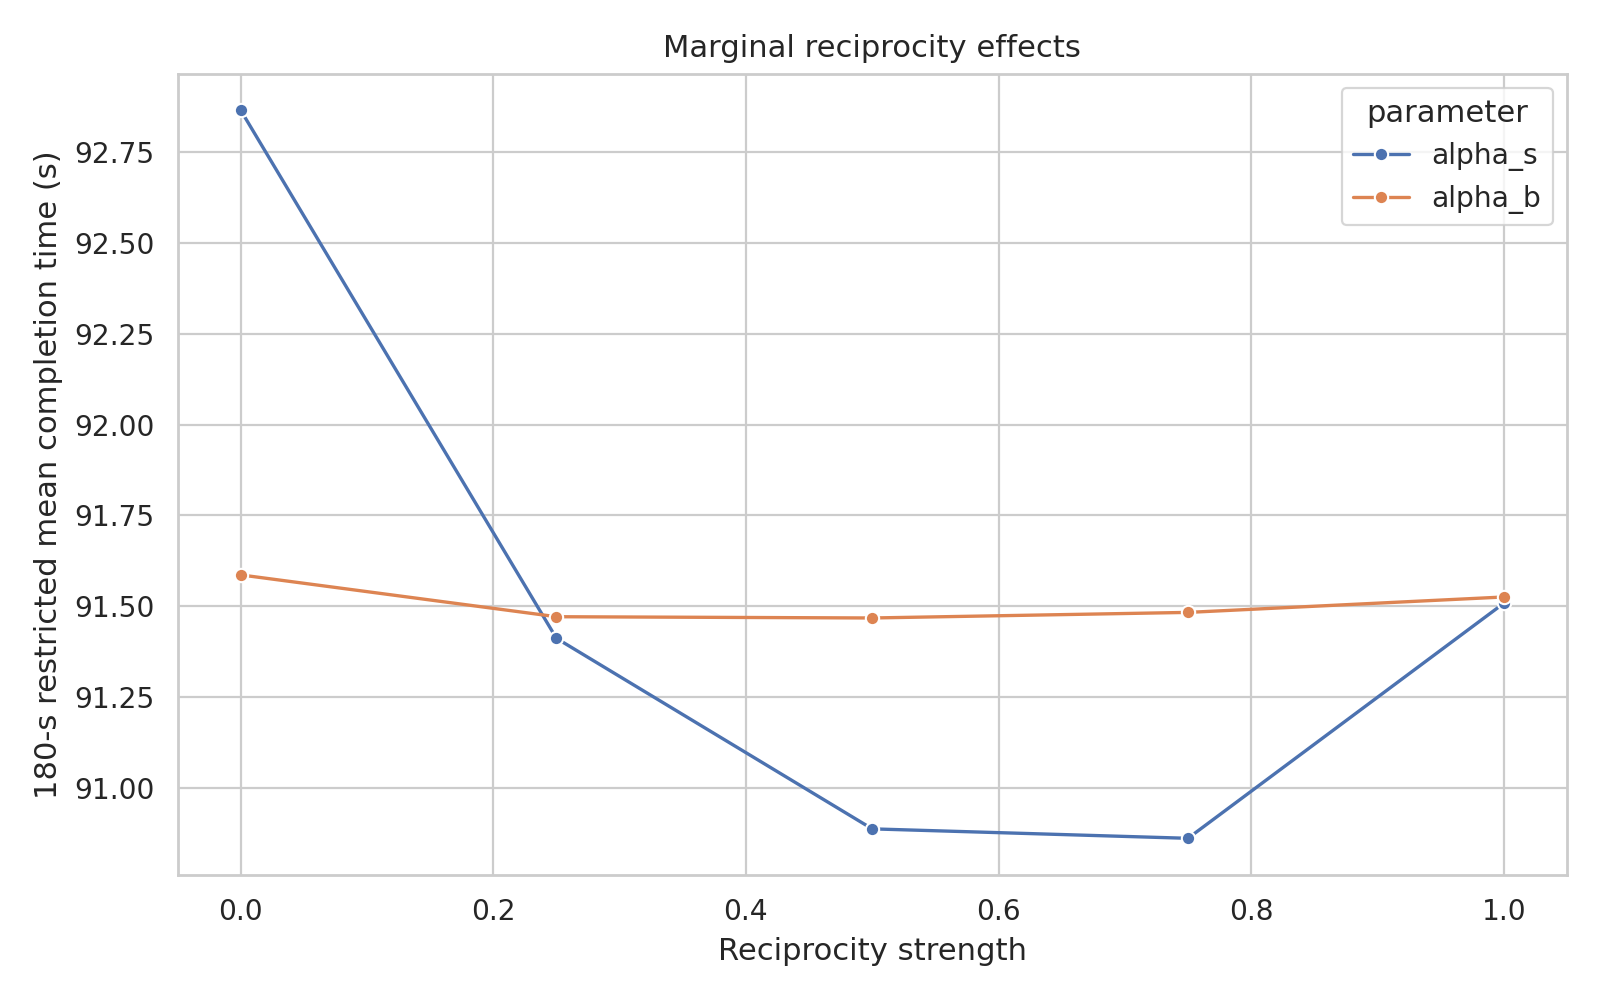 Marginal reciprocity effects
180-s restricted mean completion time (s)
92.75
92.50
92.25
92.00
91.75
91.50
91.25
91.00
parameter
alpha_s
alpha_b
0.0
0.2
0.4
0.6
0.8
1.0
Reciprocity strength